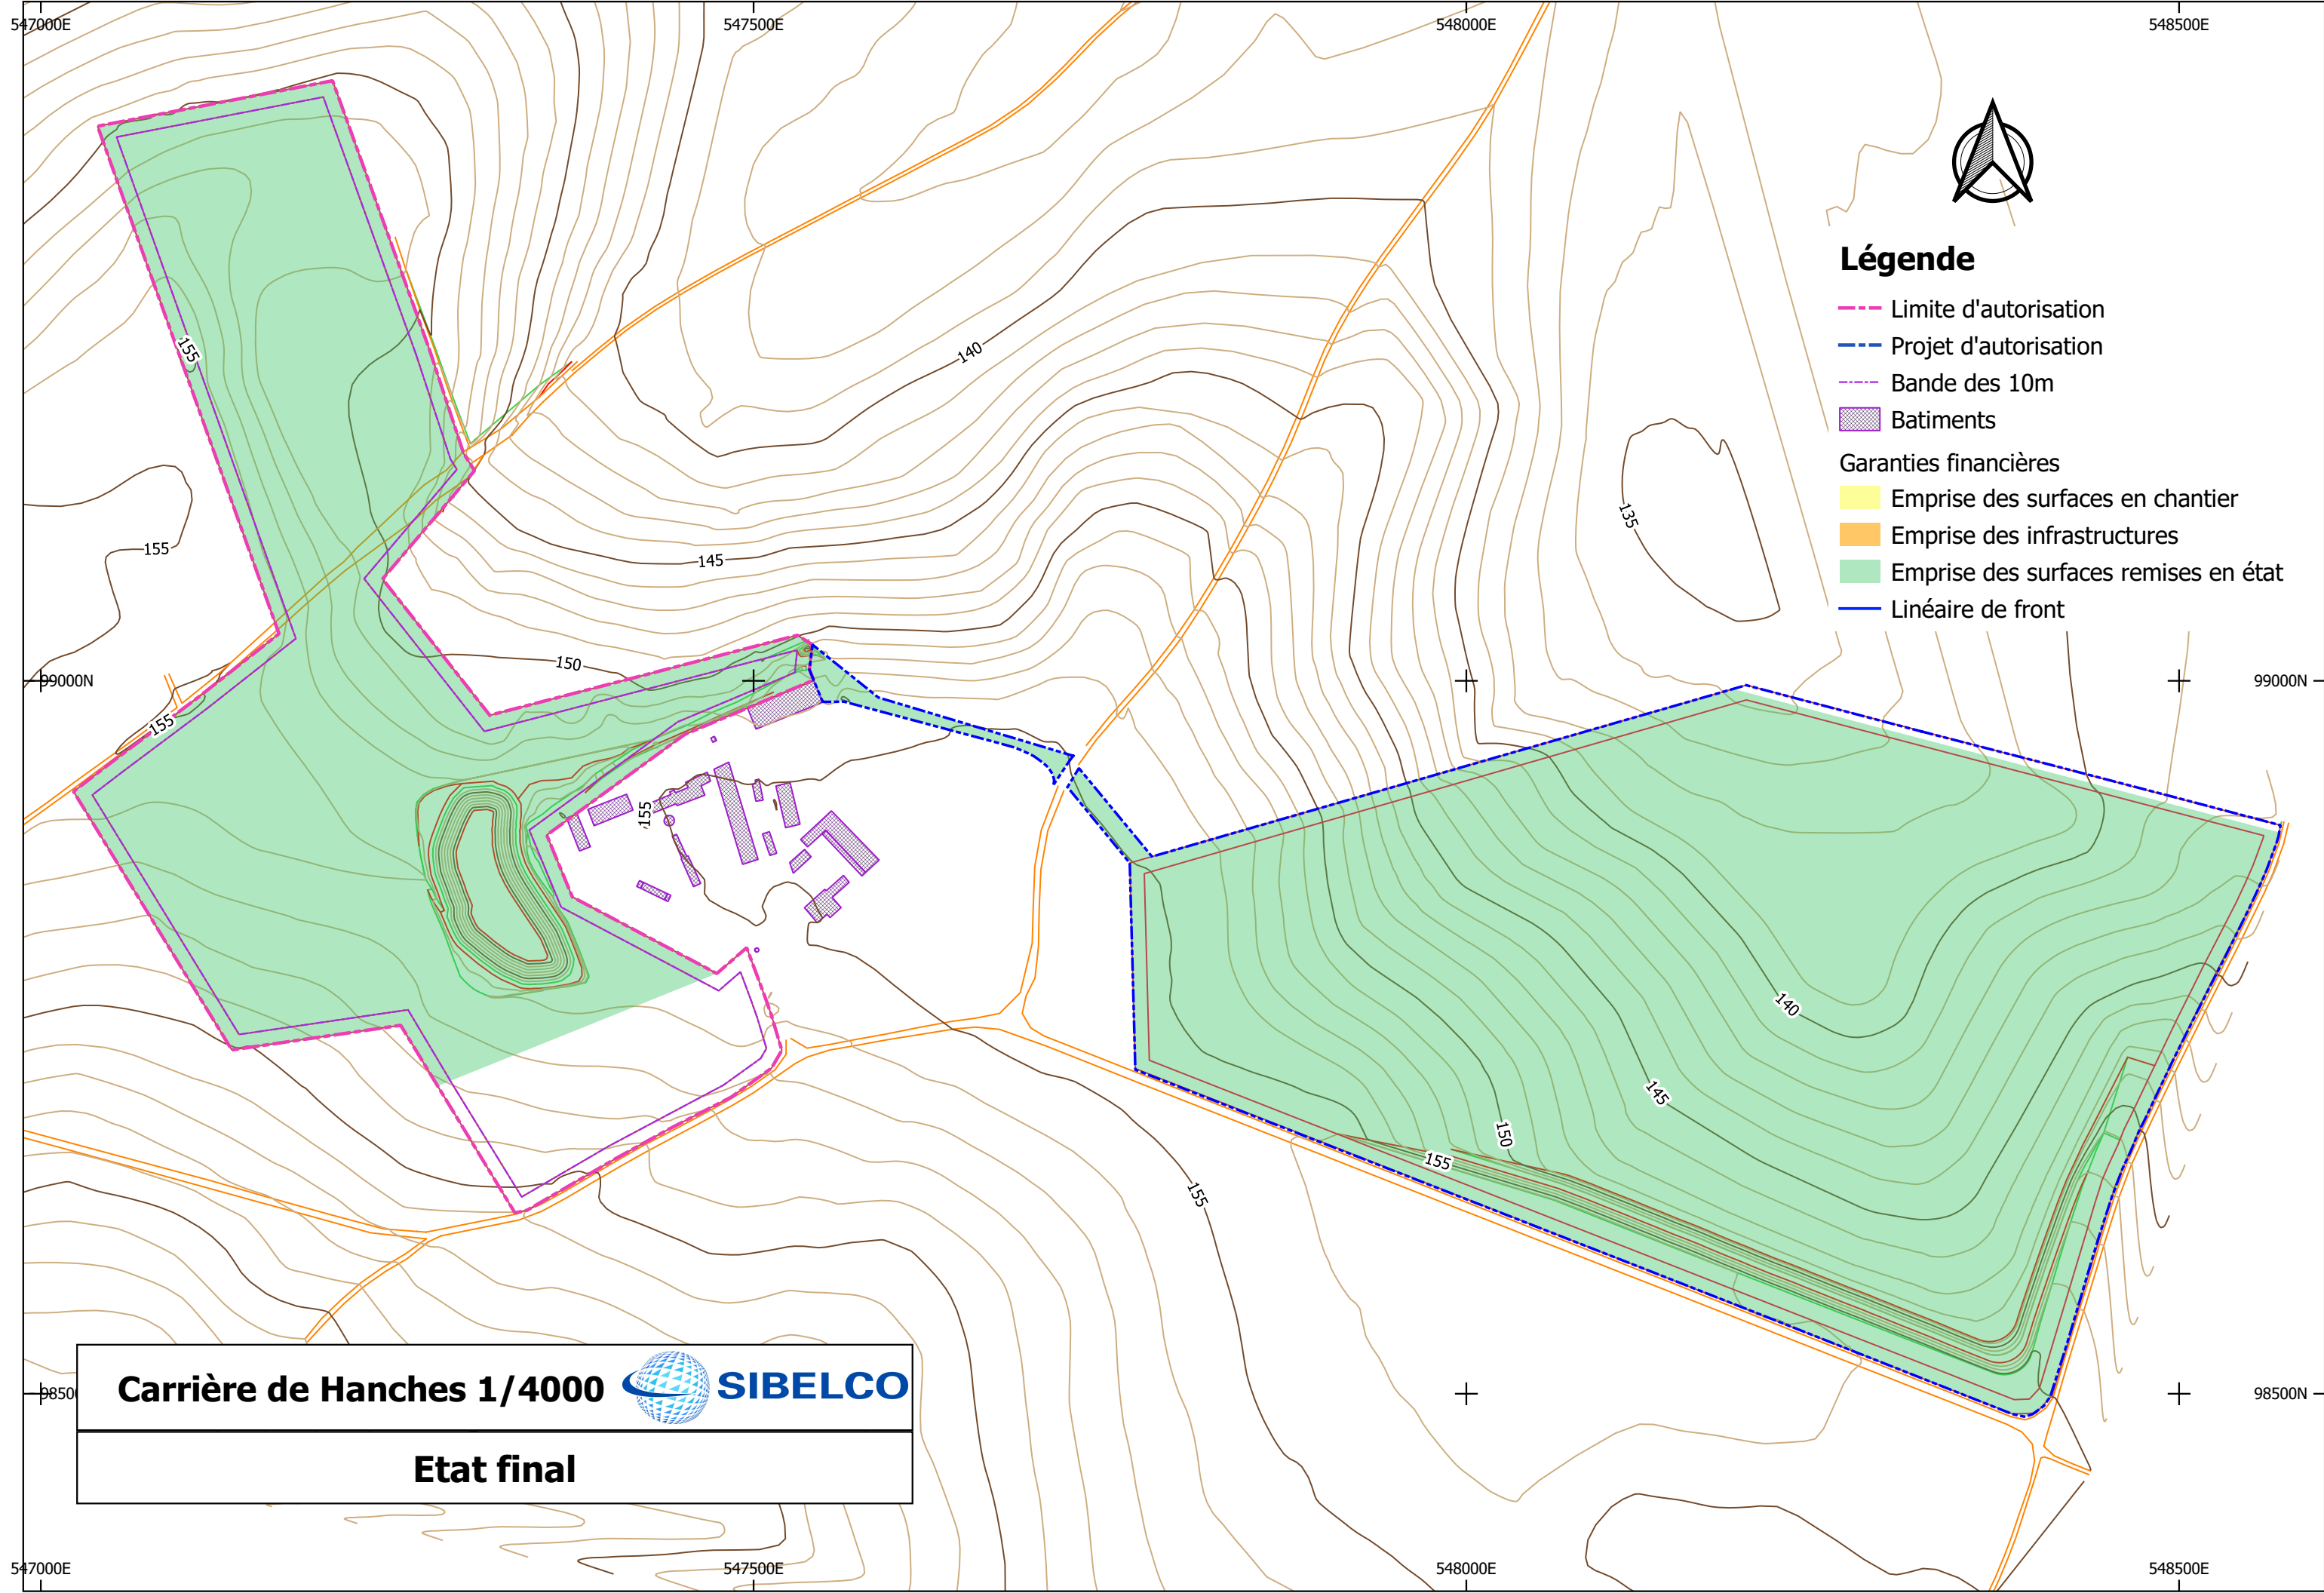 547000E
547500E
548000E
548500E
Légende
Limite d'autorisation
Projet d'autorisation
Bande des 10m
Batiments
Garanties financières
Emprise des surfaces en chantier
Emprise des infrastructures
Emprise des surfaces remises en état
Linéaire de front
155
140
135
155
145
150
99000N
99000N
155
155
140
145
150
155
155
98500
98500N
Carrière de Hanches 1/4000
SIBELCO
Etat final
547000E
547500E
548000E
548500E